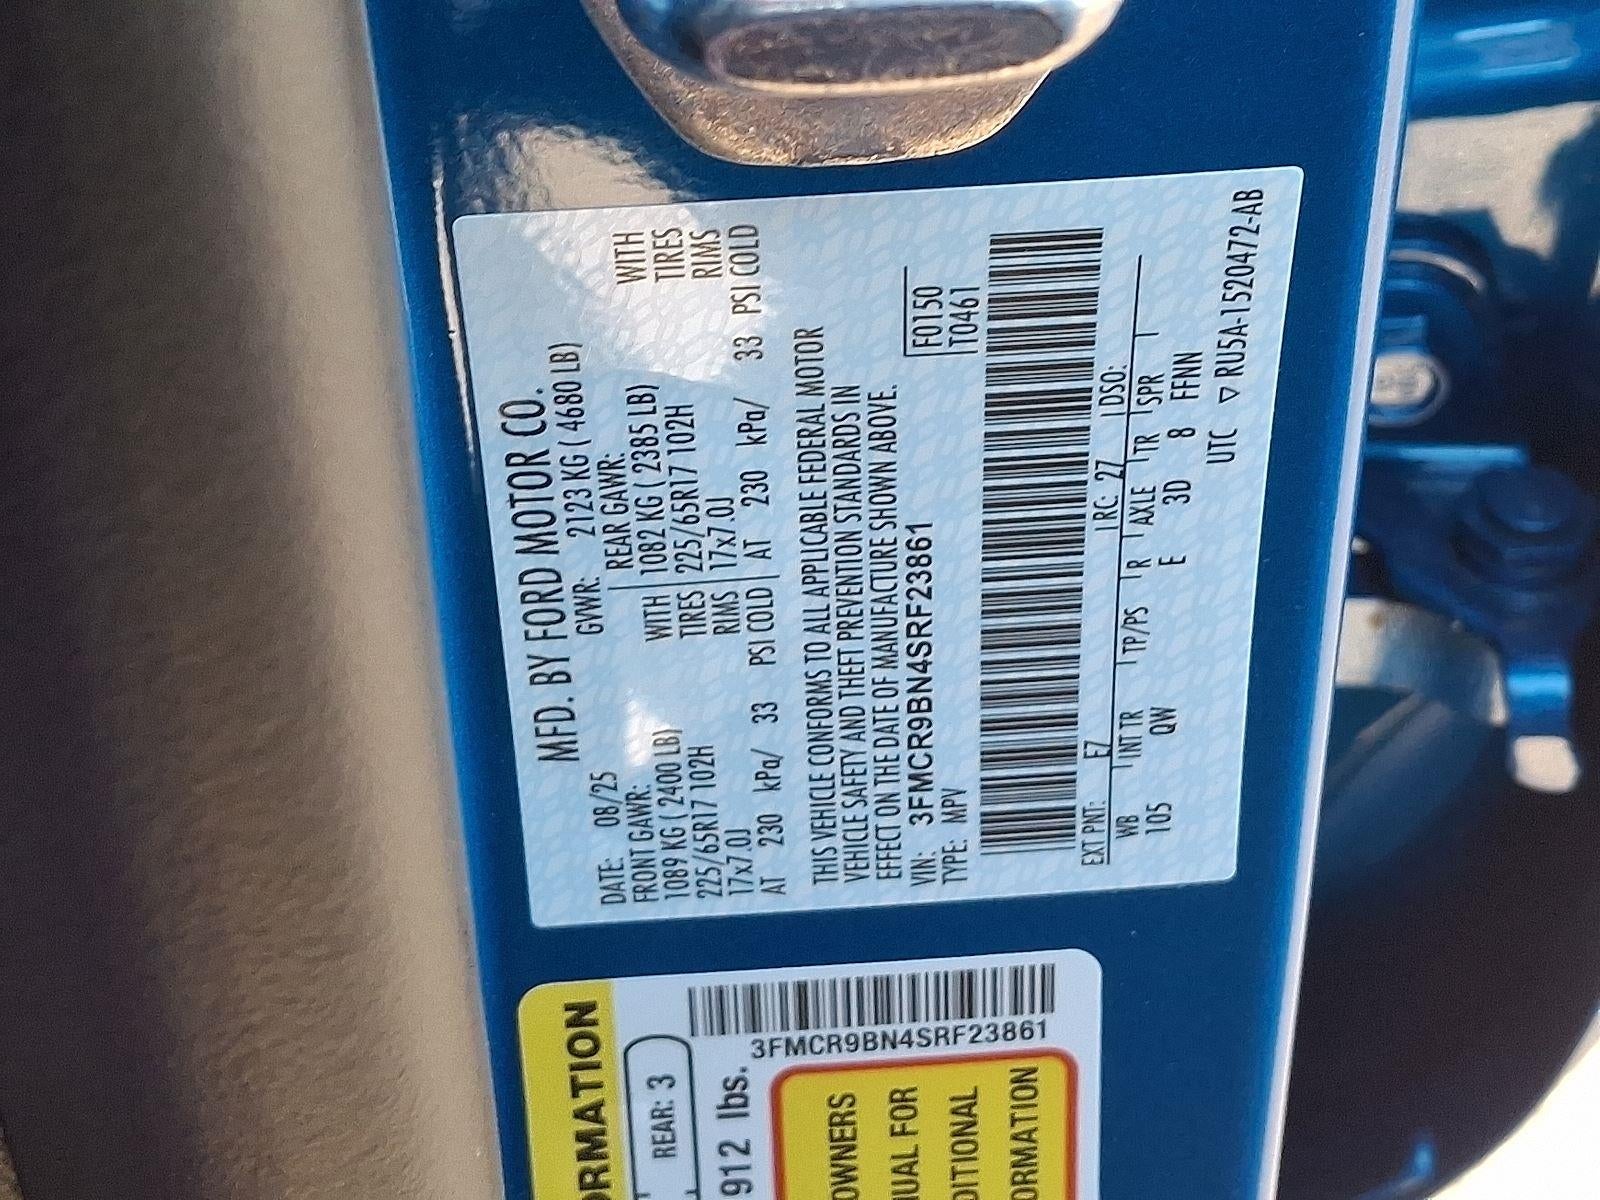 MFD. BY FORD MOTOR CO.
DATE: 08/25 GVWR: 2123 KG ( 4680 LB)
FRONT GAWR: REAR GAWR:
1089 KG ( 2400 LB) WITH 1082 KG ( 2385 LB) WITH
225/65R17 102H TIRES 225/65R17 102H TIRES
17x7.0J RIMS 17x7.0J RIMS
AT 230 kPa/ 33 PSI COLD AT 230 kPa/ 33 PSI COLD
THIS VEHICLE CONFORMS TO ALL APPLICABLE FEDERAL MOTOR
VEHICLE SAFETY AND THEFT PREVENTION STANDARDS IN
EFFECT ON THE DATE OF MANUFACTURE SHOWN ABOVE.
VIN: 3FMCR9BN4SRF23861 F0150
TYPE: MPV T0461
EXT PNT: EZ RC: 27 DSO:
WB INT TR TP/PS R AXLE TR SPR
105 QW E 3D 8 FFNN
UTC ▽ RU5A-1520472-AB
ORMATION
REAR: 3
912 lbs.
3FMCR9BN4SRF23861
OWNERS
UAL FOR
DITIONAL
ORMATION